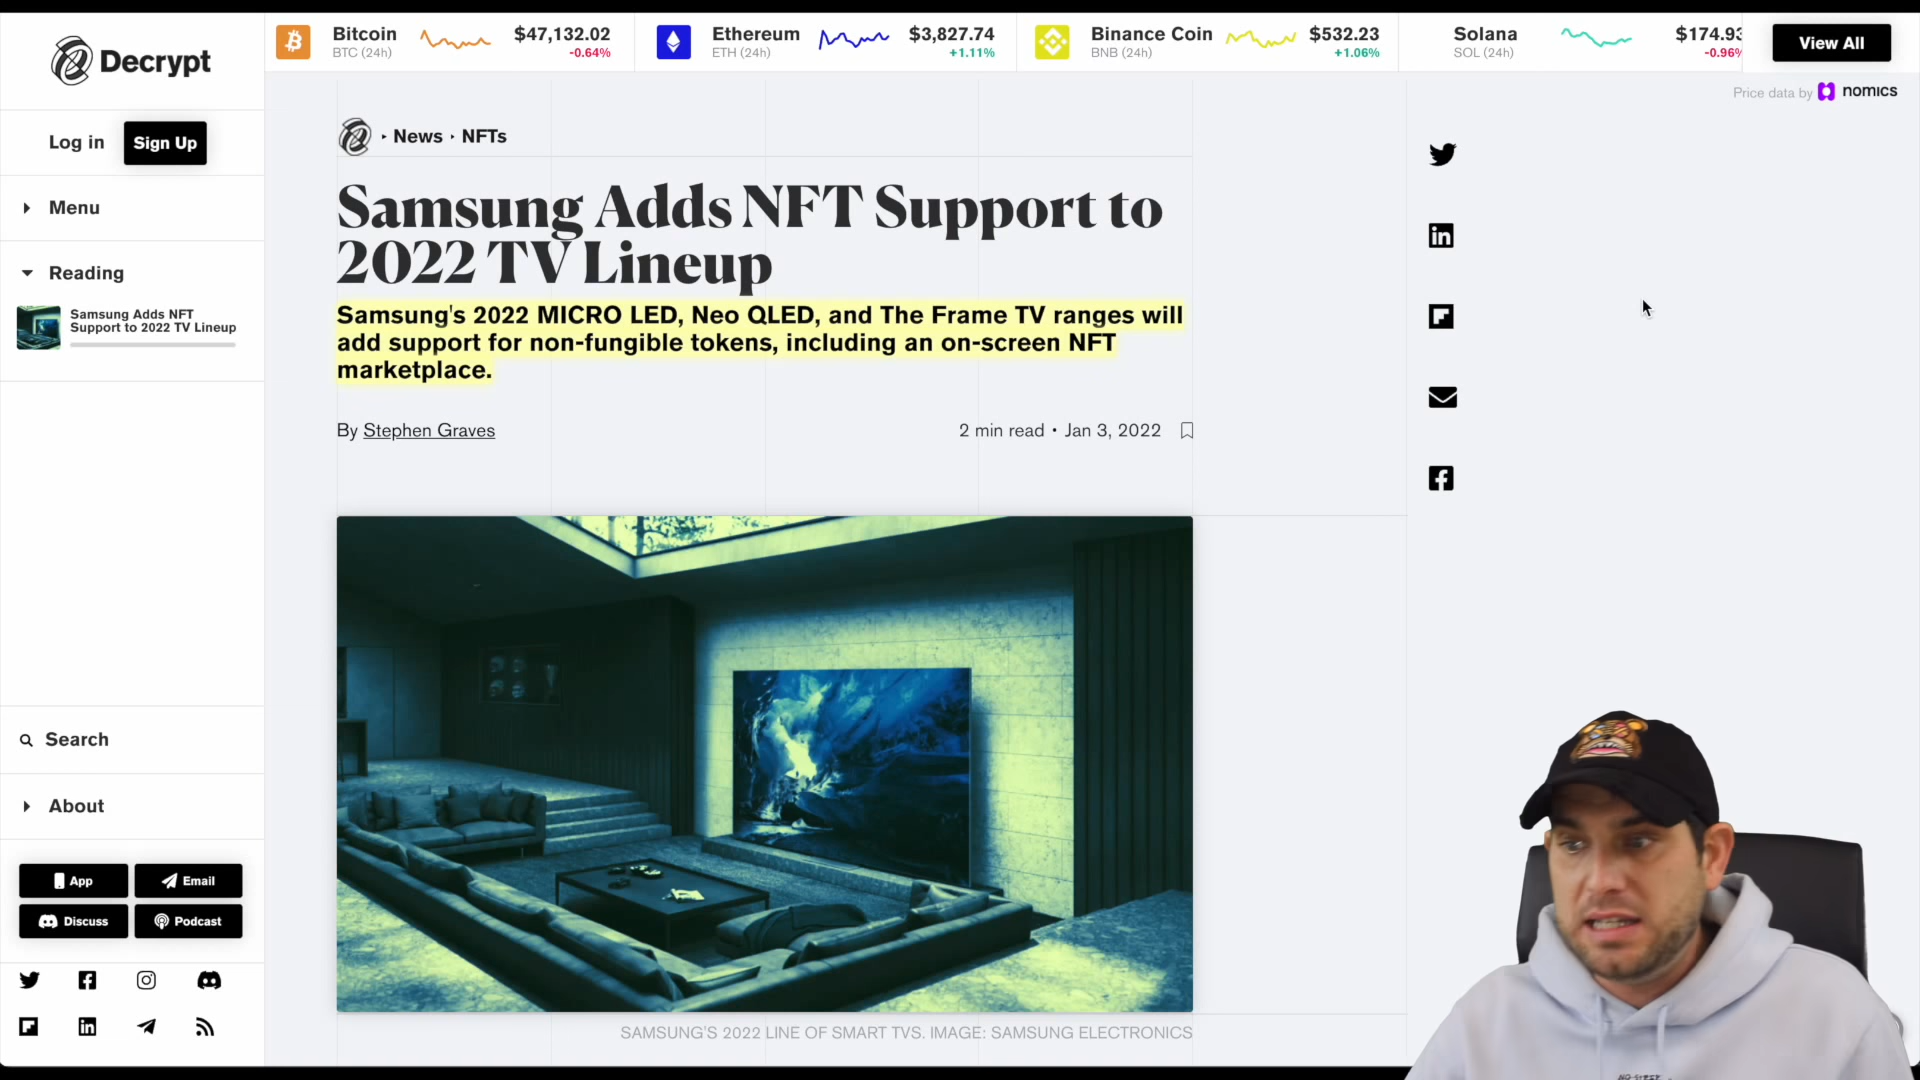 Decrypt
Bitcoin
BTC (24h)
$47,132.02
-0.64%
Ethereum
ETH (24h)
$3,827.74
+1.11%
Binance Coin
BNB (24h)
$532.23
+1.06%
Solana
SOL (24h)
$174.93
-0.96%
View All
Price data by nomics
Log in
Sign Up
Menu
Reading
Samsung Adds NFT
Support to 2022 TV Lineup
Search
About
App
Email
Discuss
Podcast
News
NFTs
Samsung Adds NFT Support to
2022 TV Lineup
Samsung's 2022 MICRO LED, Neo QLED, and The Frame TV ranges will
add support for non-fungible tokens, including an on-screen NFT
marketplace.
By Stephen Graves
2 min read • Jan 3, 2022
SAMSUNG'S 2022 LINE OF SMART TVS. IMAGE: SAMSUNG ELECTRONICS